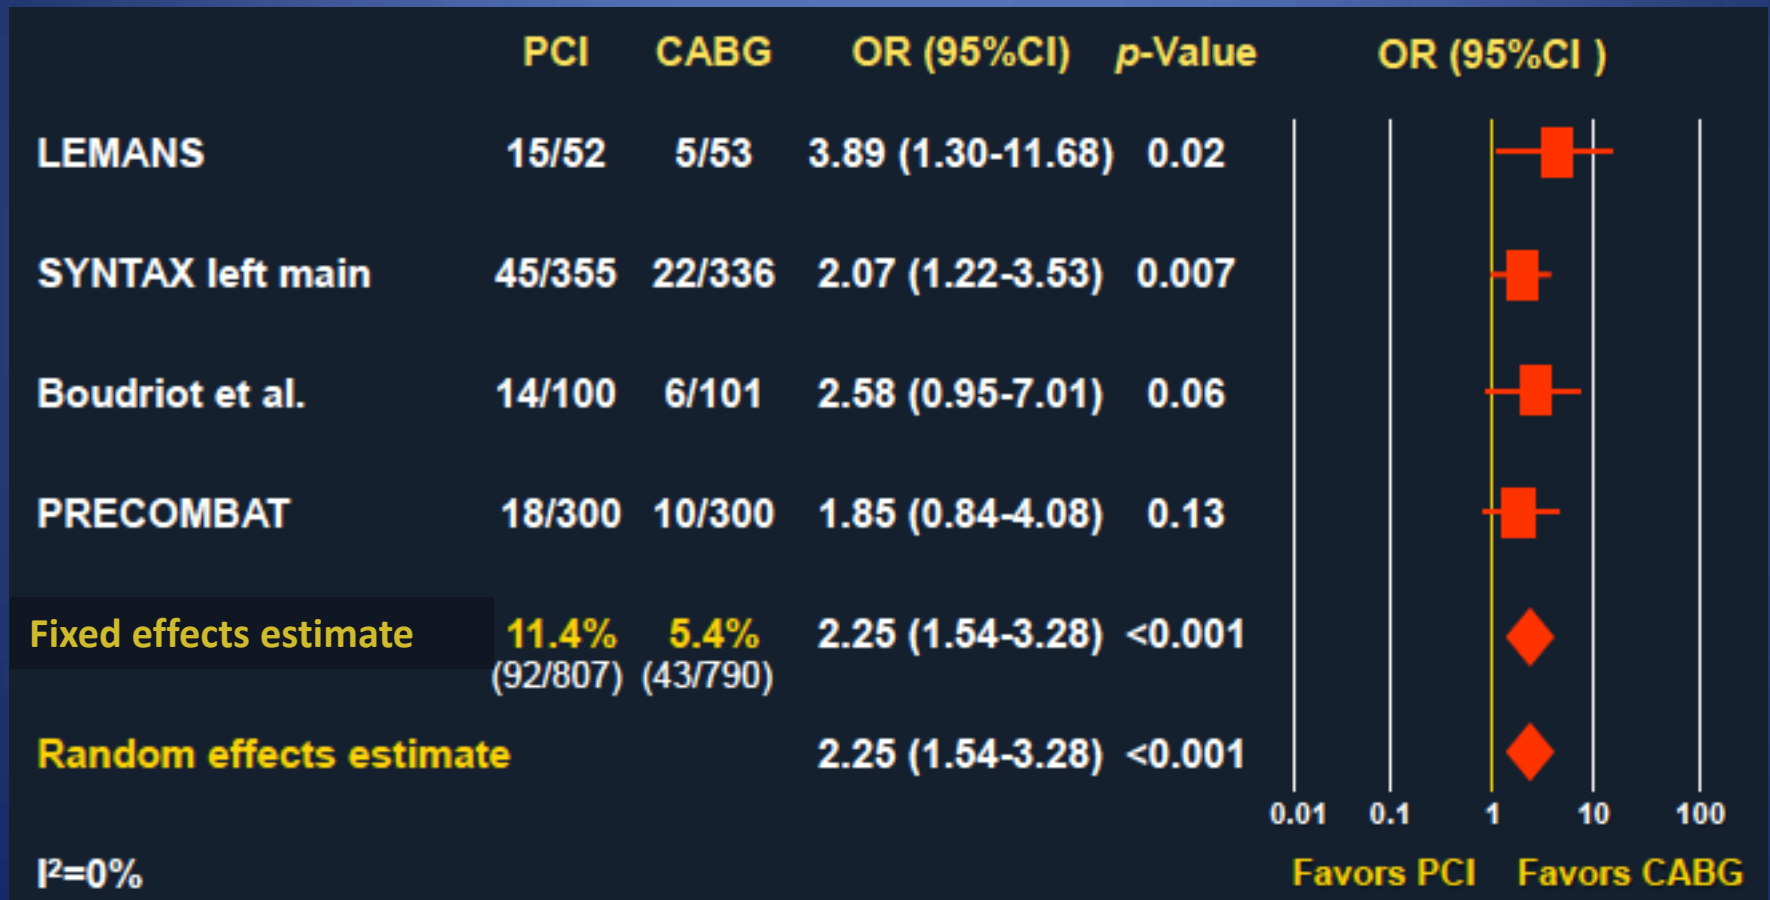 PCI CABG OR (95%CI) p-Value OR (95%CI )
LEMANS 15/52 5/53 3.89 (1.30-11.68) 0.02
SYNTAX left main 45/355 22/336 2.07 (1.22-3.53) 0.007
Boudriot et al. 14/100 6/101 2.58 (0.95-7.01) 0.06
PRECOMBAT 18/300 10/300 1.85 (0.84-4.08) 0.13
Fixed effects estimate 11.4% 5.4% 2.25 (1.54-3.28) <0.001
(92/807) (43/790)
Random effects estimate 2.25 (1.54-3.28) <0.001
0.01 0.1 1 10 100
I²=0% Favors PCI Favors CABG